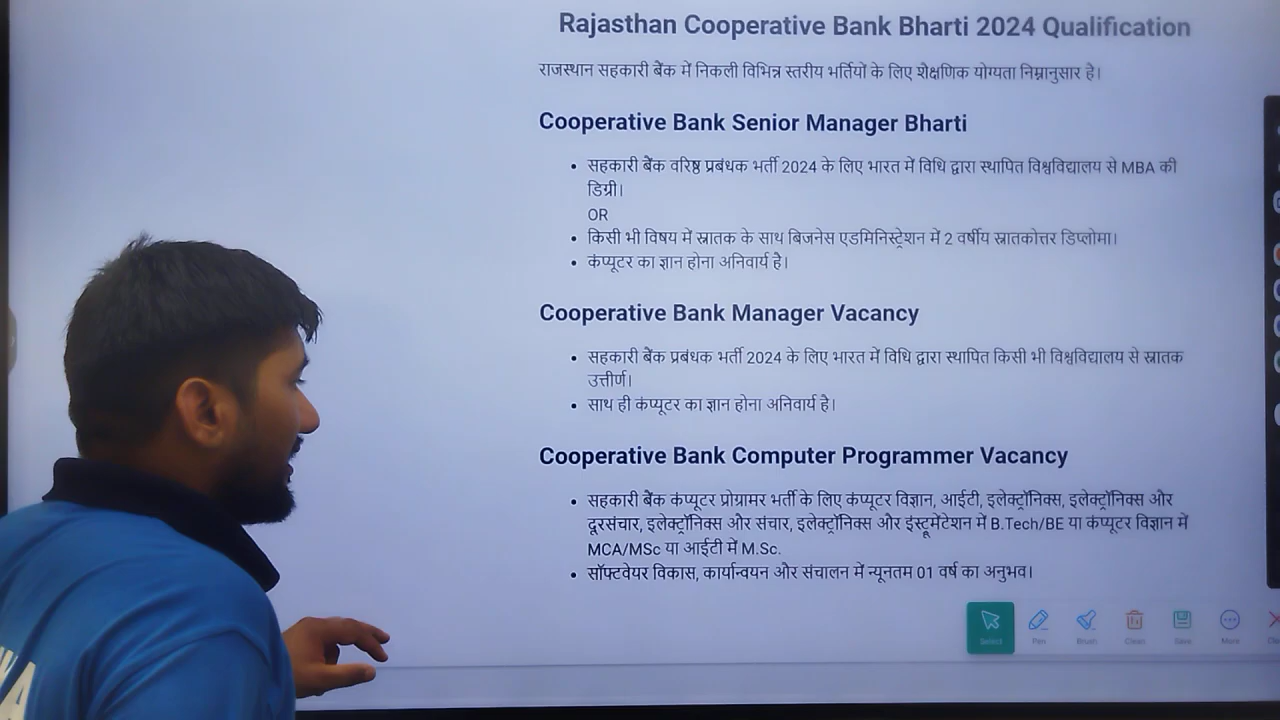 Rajasthan Cooperative Bank Bharti 2024 Qualification
राजस्थान सहकारी बैंक में निकली विभिन्न स्तरीय भर्तियों के लिए शैक्षणिक योग्यता निम्नानुसार है।
Cooperative Bank Senior Manager Bharti
• सहकारी बैंक वरिष्ठ प्रबंधक भर्ती 2024 के लिए भारत में विधि द्वारा स्थापित विश्वविद्यालय से MBA की
डिग्री।
OR
• किसी भी विषय में स्नातक के साथ बिजनेस एडमिनिस्ट्रेशन में 2 वर्षीय स्नातकोत्तर डिप्लोमा।
• कंप्यूटर का ज्ञान होना अनिवार्य है।
Cooperative Bank Manager Vacancy
• सहकारी बैंक प्रबंधक भर्ती 2024 के लिए भारत में विधि द्वारा स्थापित किसी भी विश्वविद्यालय से स्नातक
उत्तीर्ण।
• साथ ही कंप्यूटर का ज्ञान होना अनिवार्य है।
Cooperative Bank Computer Programmer Vacancy
• सहकारी बैंक कंप्यूटर प्रोग्रामर भर्ती के लिए कंप्यूटर विज्ञान, आईटी, इलेक्ट्रॉनिक्स, इलेक्ट्रॉनिक्स और
दूरसंचार, इलेक्ट्रॉनिक्स और संचार, इलेक्ट्रॉनिक्स और इंस्ट्रूमेंटेशन में B.Tech/BE या कंप्यूटर विज्ञान में
MCA/MSc या आईटी में M.Sc.
• सॉफ्टवेयर विकास, कार्यान्वयन और संचालन में न्यूनतम 01 वर्ष का अनुभव।
Select Pen Brush Clean Save More